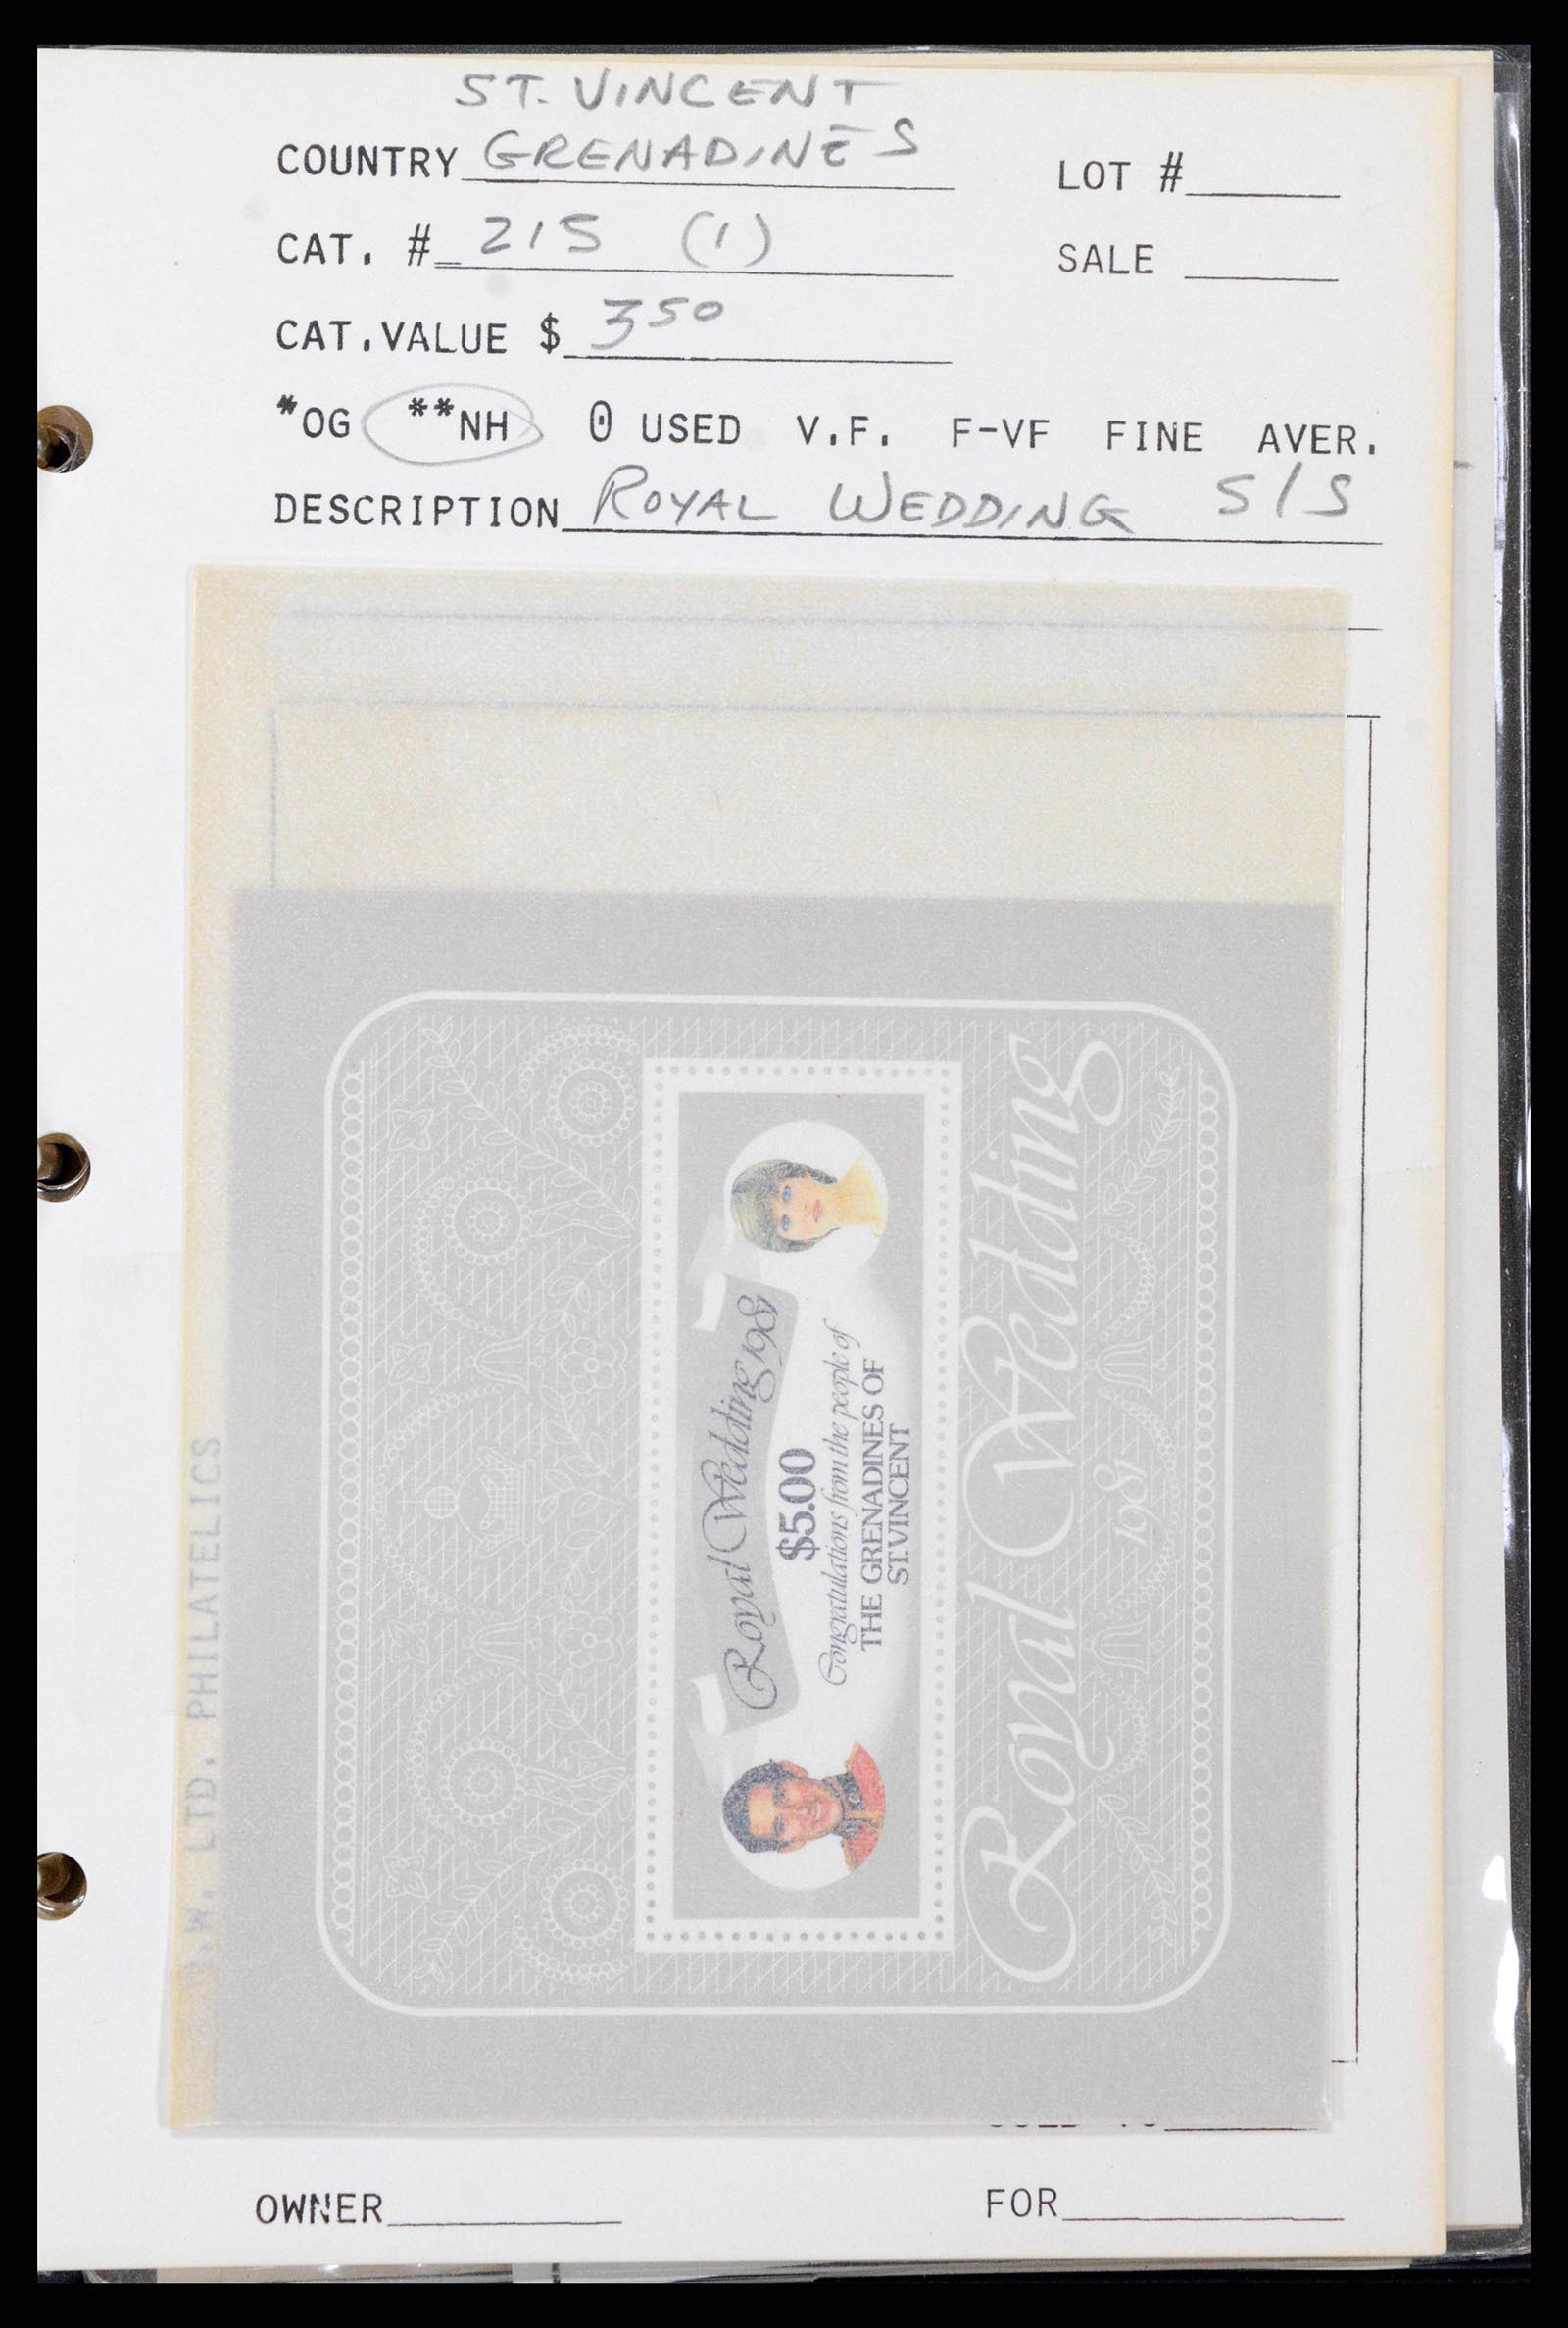 ST. VINCENT
COUNTRY GRENADINES
LOT #
CAT. # 215 (1)
SALE
CAT.VALUE $ 350
*OG **NH 0 USED V.F. F-VF FINE AVER.
DESCRIPTION ROYAL WEDDING S/S
W. LTD. PHILATELICS
Royal Wedding 1981
$5.00
Congratulations from the people of
THE GRENADINES OF
ST.VINCENT
Royal Wedding
1981
OWNER
FOR